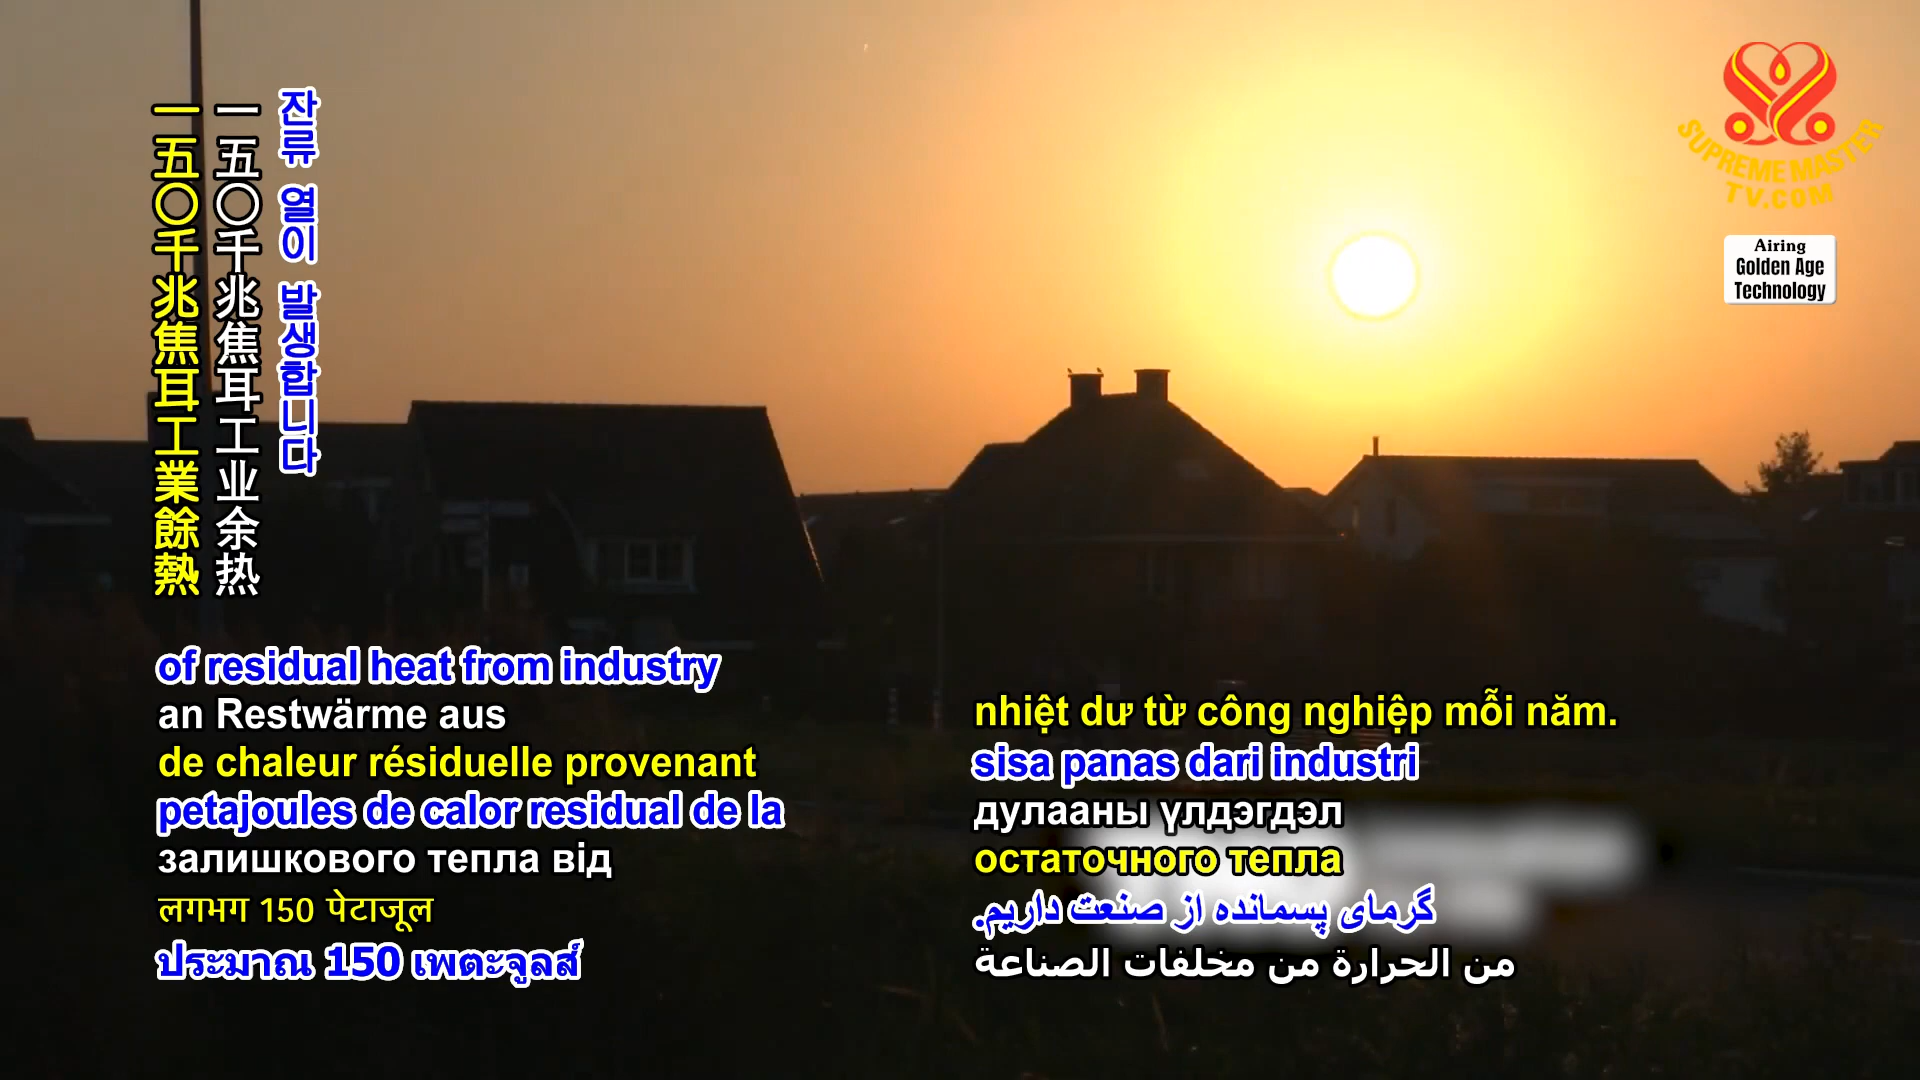 一五〇千兆焦耳工業餘熱
一五〇千兆焦耳工业余热
잔류 열이 발생합니다
of residual heat from industry
an Restwärme aus
de chaleur résiduelle provenant
petajoules de calor residual de la
залишкового тепла від
लगभग 150 पेटाजूल
ประมาณ 150 เพตะจูลส์
nhiệt dư từ công nghiệp mỗi năm.
sisa panas dari industri
дулааны үлдэгдэл
остаточного тепла
گرمای پسمانده از صنعت داریم.
من الحرارة من مخلفات الصناعة
SUPREME MASTER
TV.COM
Airing
Golden Age
Technology